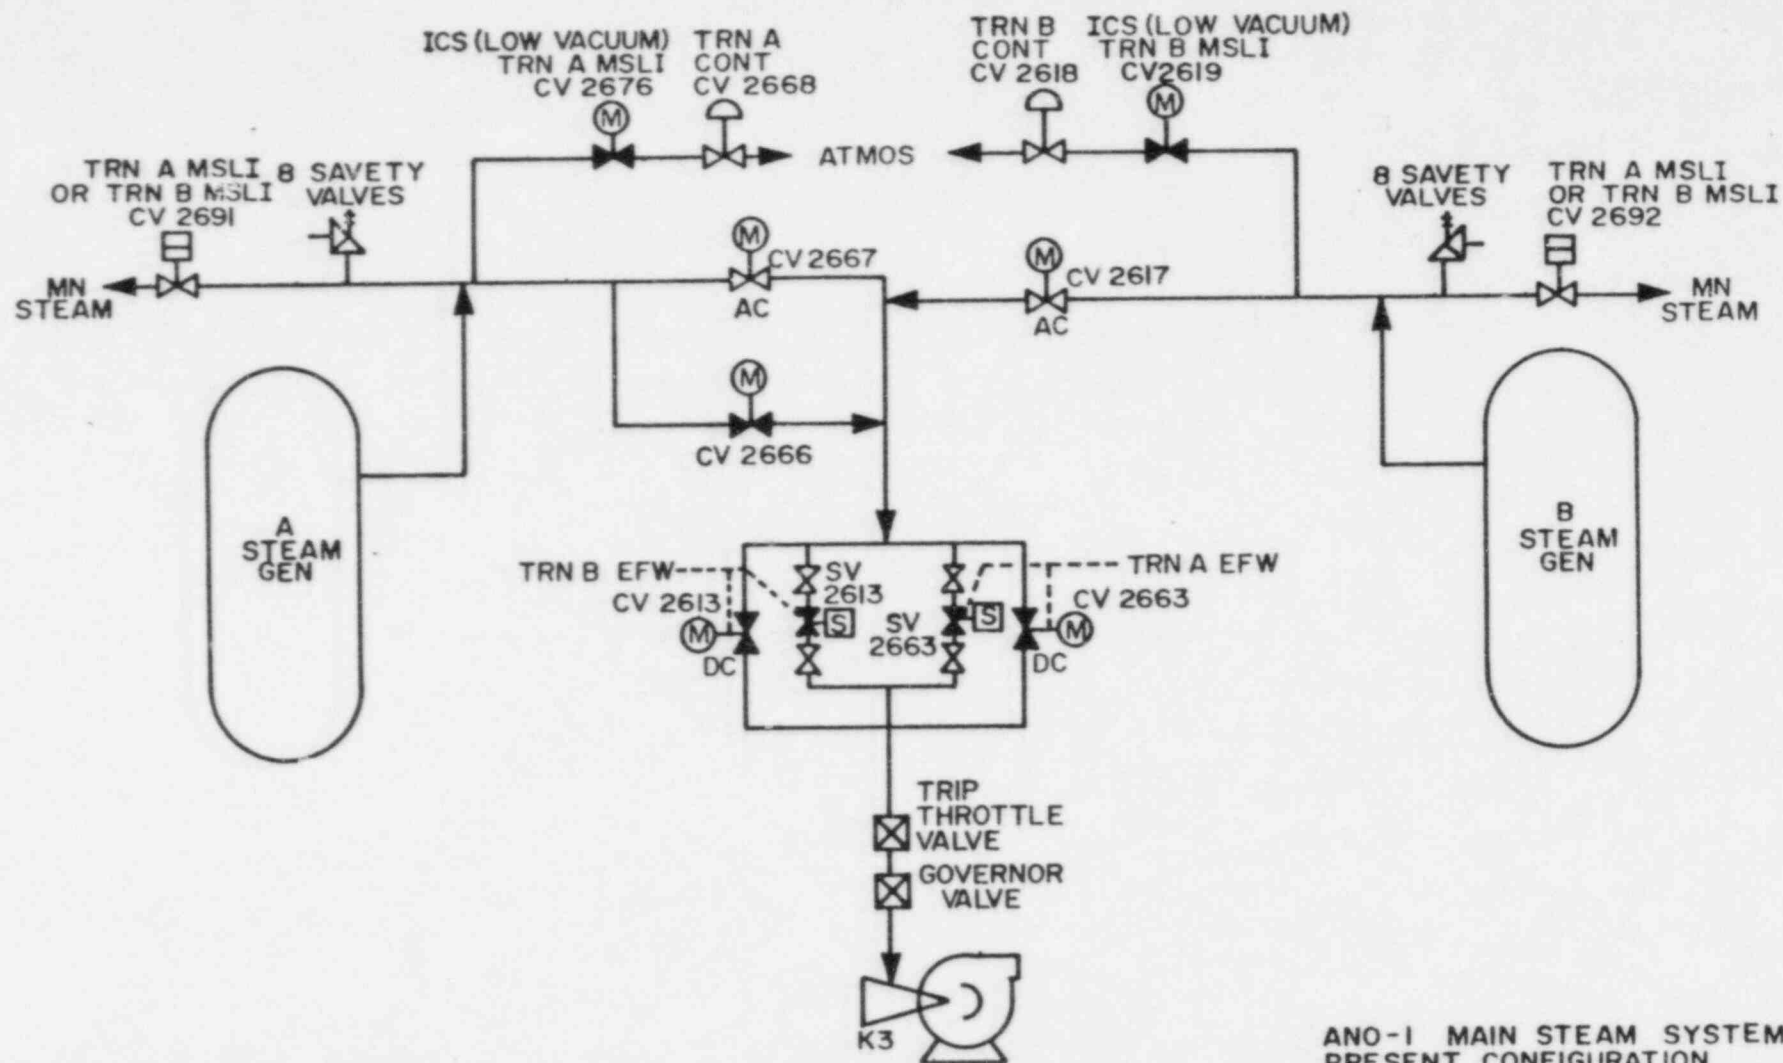 ICS (LOW VACUUM)
TRN A MSLI
CV 2676
TRN A
CONT
CV 2668
TRN B
CONT
CV 2618
ICS (LOW VACUUM)
TRN B MSLI
CV2619
M
M
ATMOS
TRN A MSLI
OR TRN B MSLI
CV 2691
8 SAVETY
VALVES
8 SAVETY
VALVES
TRN A MSLI
OR TRN B MSLI
CV 2692
M
CV 2667
AC
M
CV 2617
AC
MN
STEAM
MN
STEAM
M
CV 2666
A
STEAM
GEN
B
STEAM
GEN
TRN B EFW
CV 2613
M
DC
SV
2613
S
SV
2663
S
TRN A EFW
CV 2663
M
DC
TRIP
THROTTLE
VALVE
GOVERNOR
VALVE
K3
ANO-1 MAIN STEAM SYSTEM
PRESENT CONFIGURATION